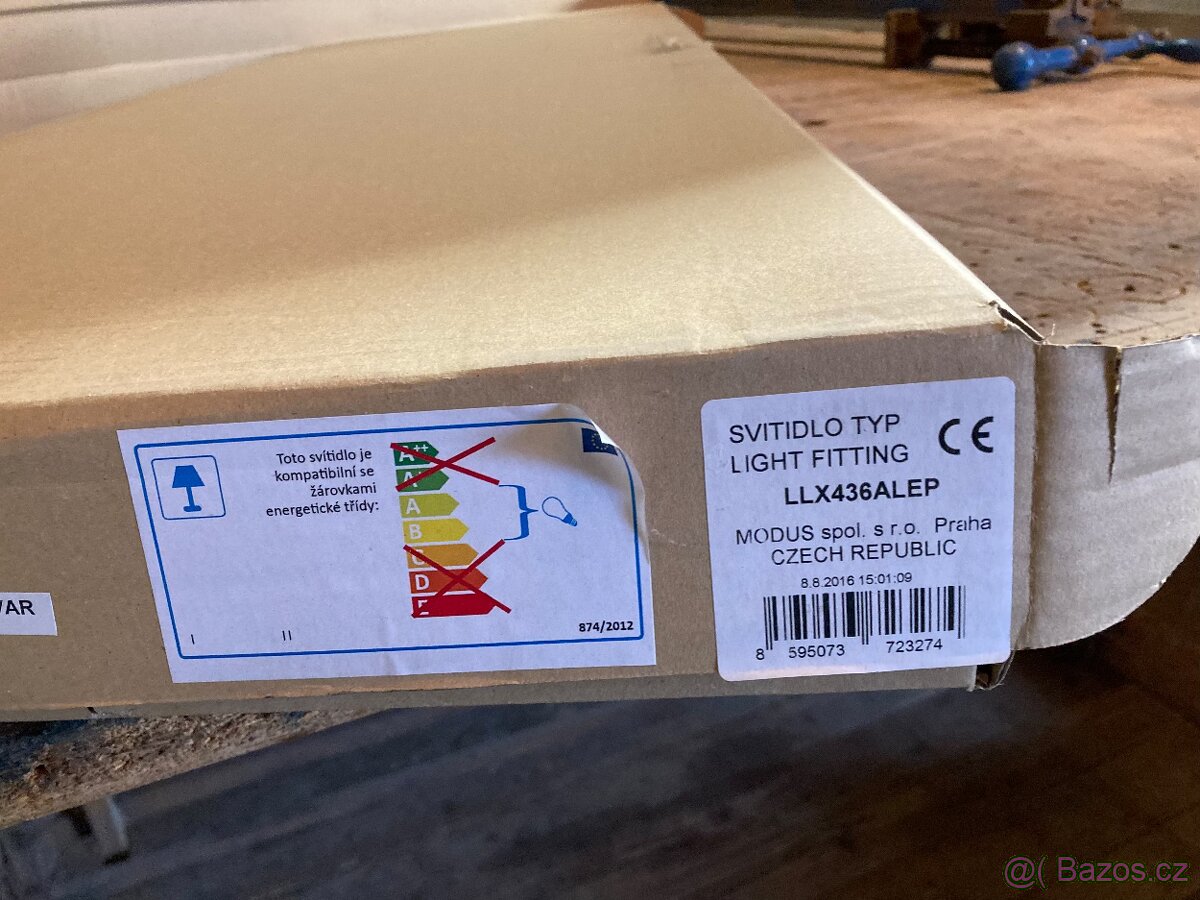 Toto svítidlo je
kompatibilní se
žárovkami
energetické třídy:
A++
A+
A
B
C
D
E
I II
874/2012
SVITIDLO TYP
LIGHT FITTING
CE
LLX436ALEP
MODUS spol. s r.o. Praha
CZECH REPUBLIC
8.8.2016 15:01:09
8 595073 723274
@( Bazos.cz